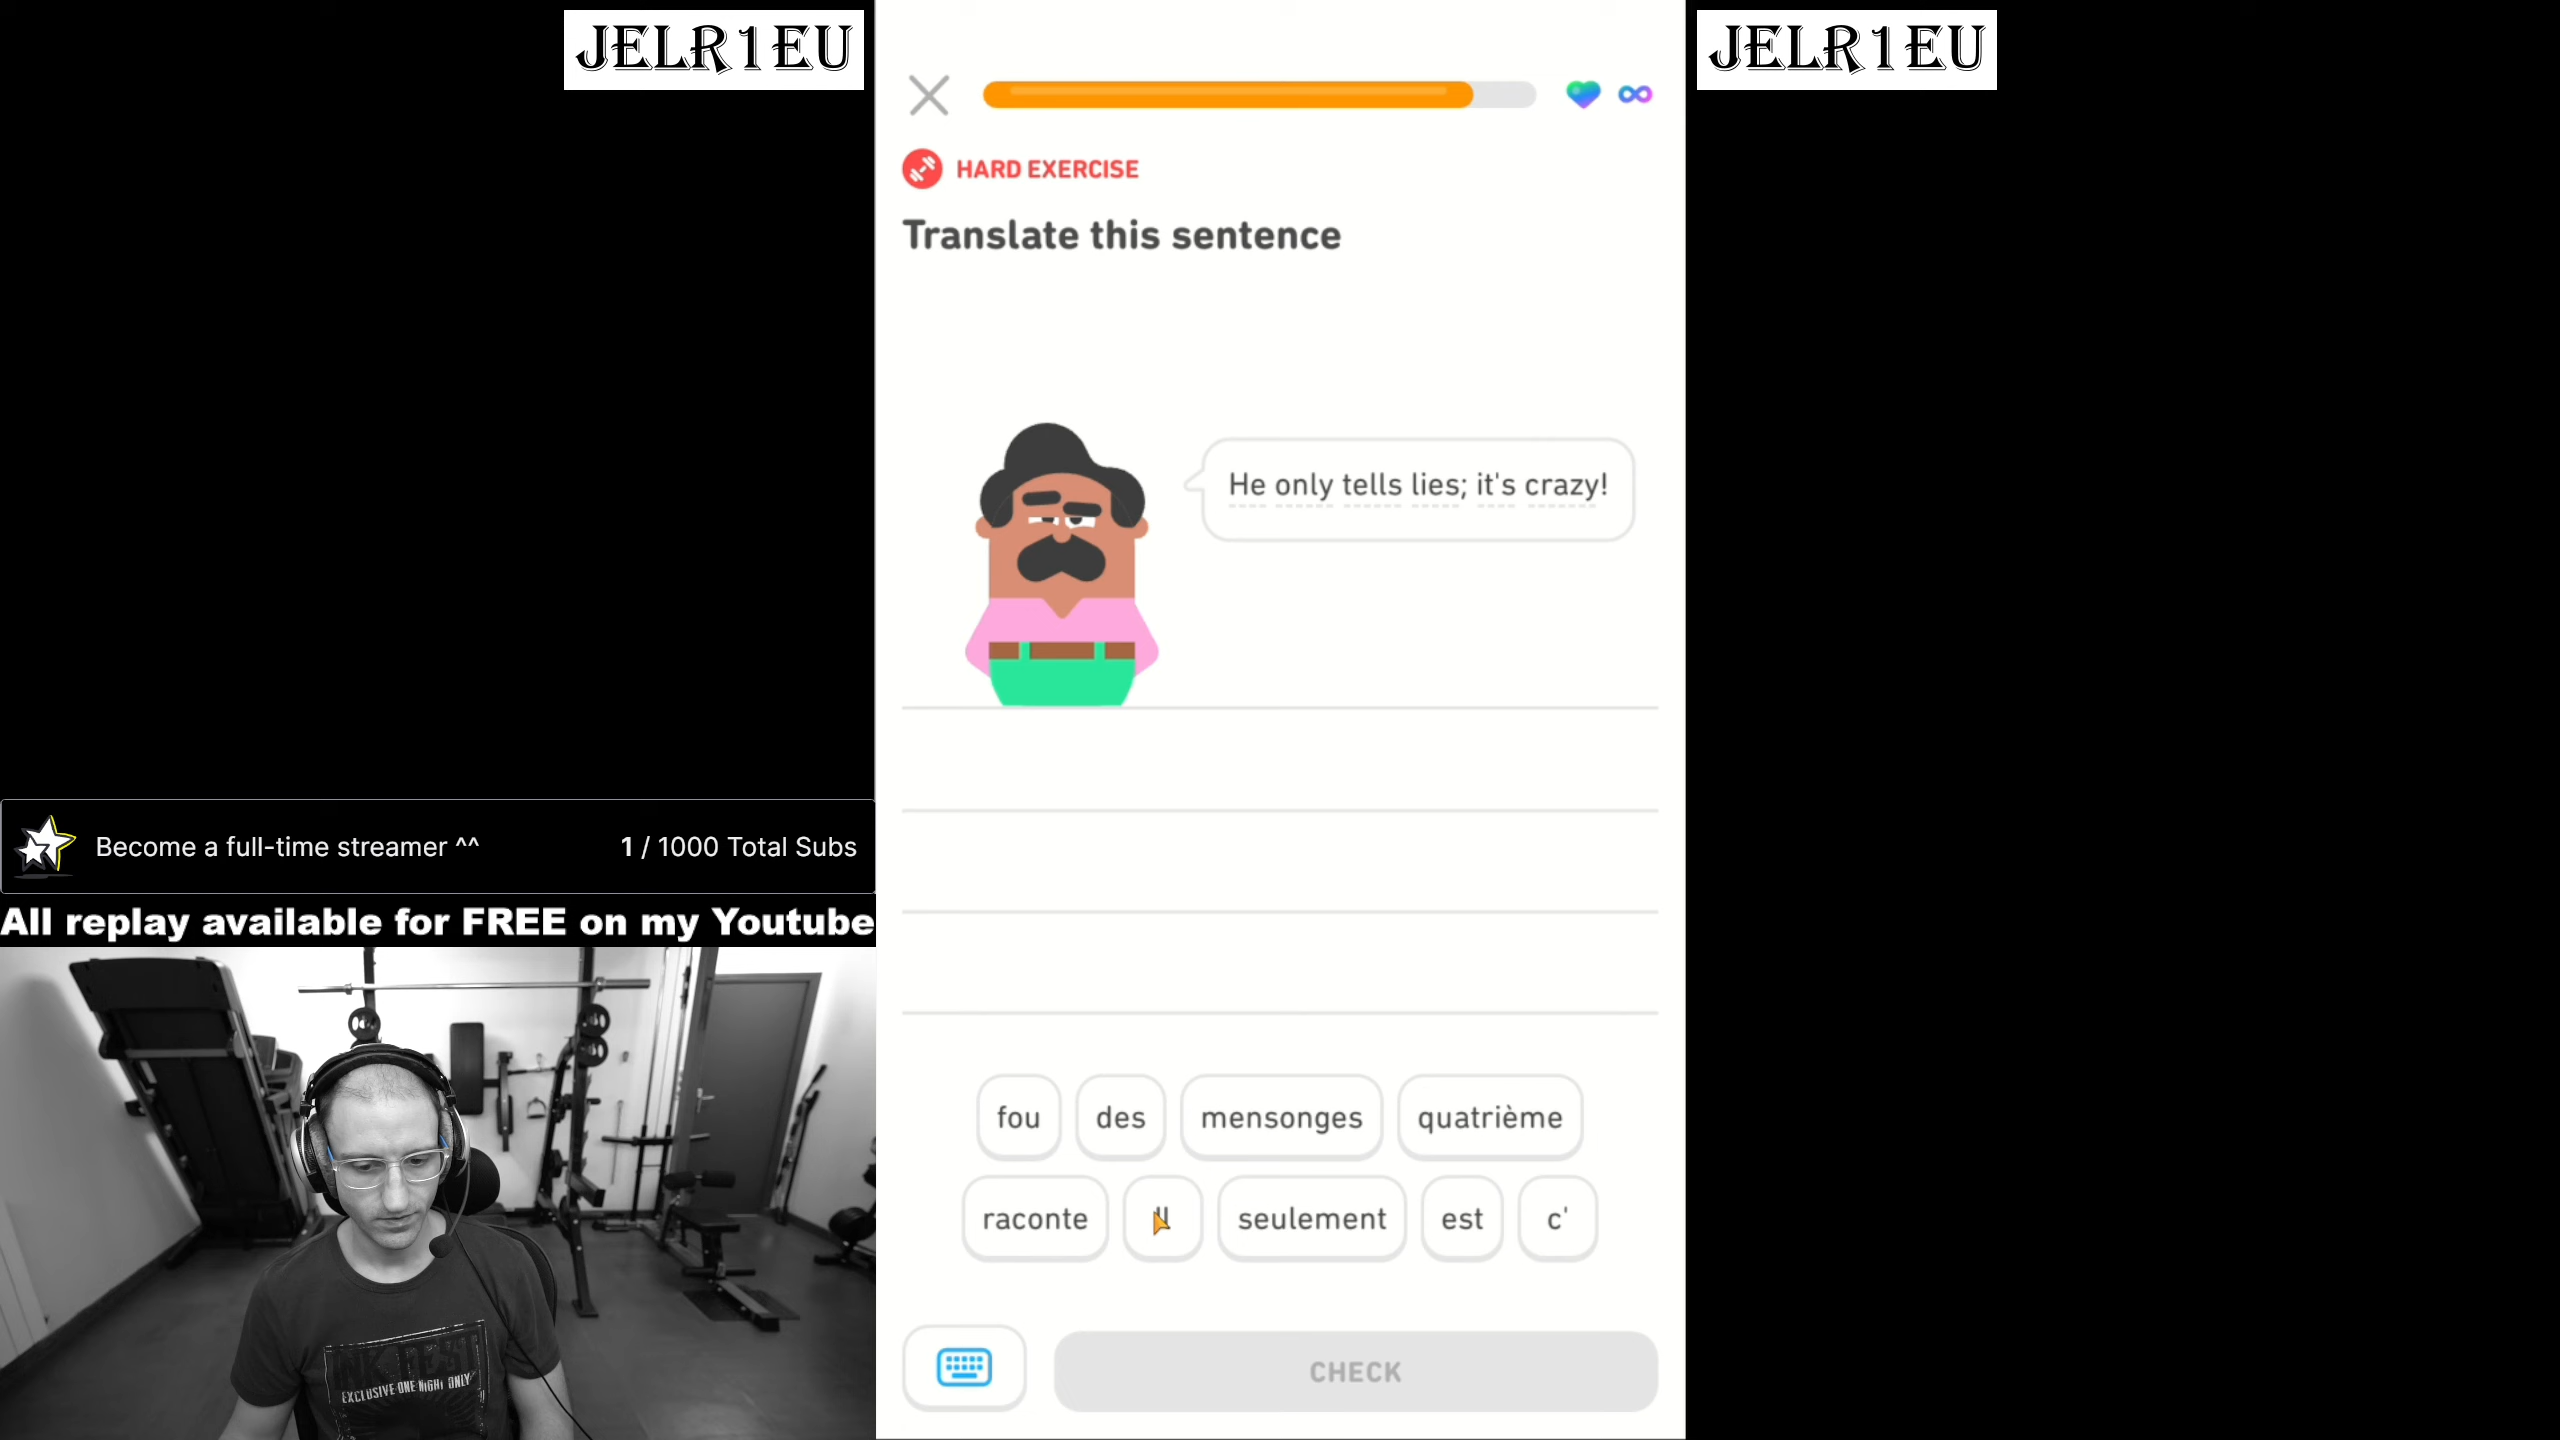 JELR1EU
JELR1EU
HARD EXERCISE
Translate this sentence
He only tells lies; it's crazy!
Become a full-time streamer ^^
1 / 1000 Total Subs
All replay available for FREE on my Youtube
fou
des
mensonges
quatrième
raconte
seulement
est
c'
EXCLUSIVE ONE NIGHT ONLY
CHECK